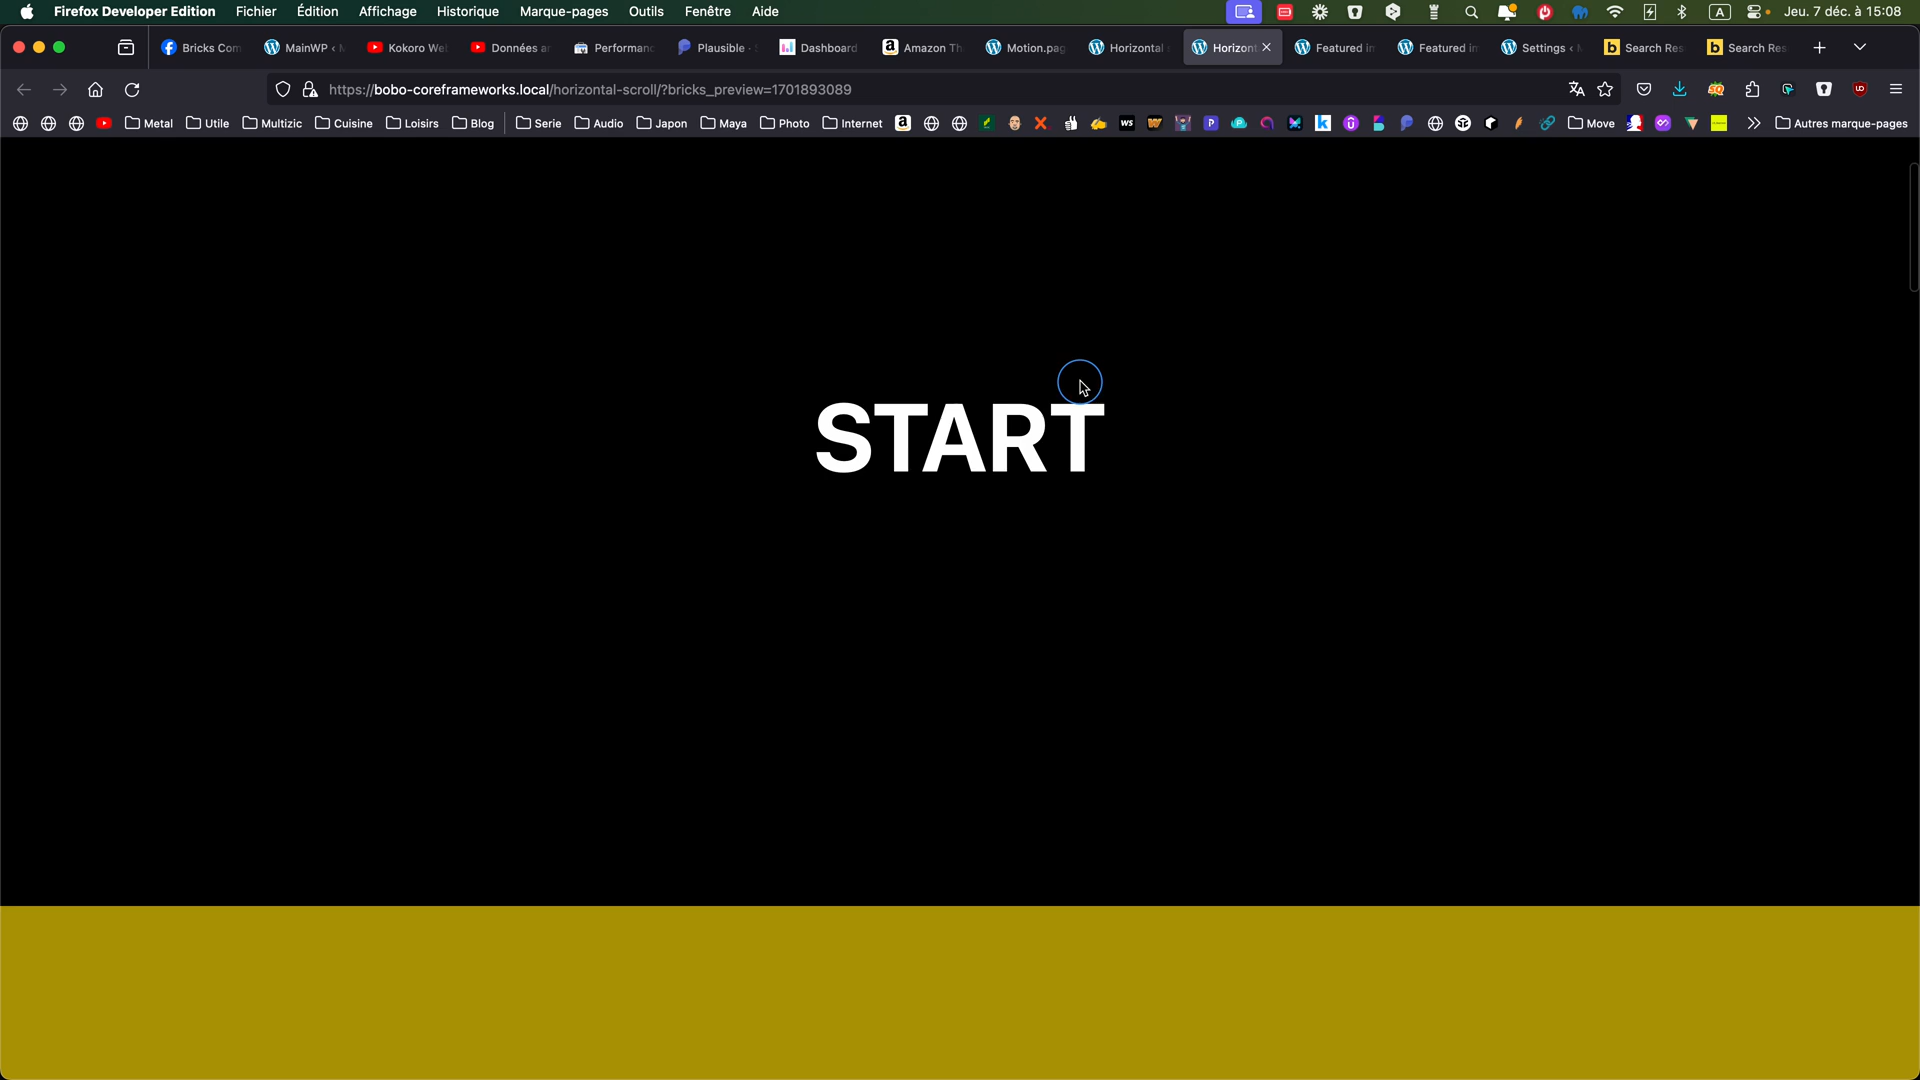 Firefox Developer Edition Fichier Édition Affichage Historique Marque-pages Outils Fenêtre Aide A Jeu. 7 déc. à 15:08
Bricks Com MainWP ‹ Kokoro We Données ar Performanc Plausible · Dashboard Amazon Th Motion.pag Horizontal Horizont Featured in Featured in Settings ‹ Search Res Search Res
https://bobo-coreframeworks.local/horizontal-scroll/?bricks_preview=1701893089
Metal Utile Multizic Cuisine Loisirs Blog Serie Audio Japon Maya Photo Internet Move Autres marque-pages
START